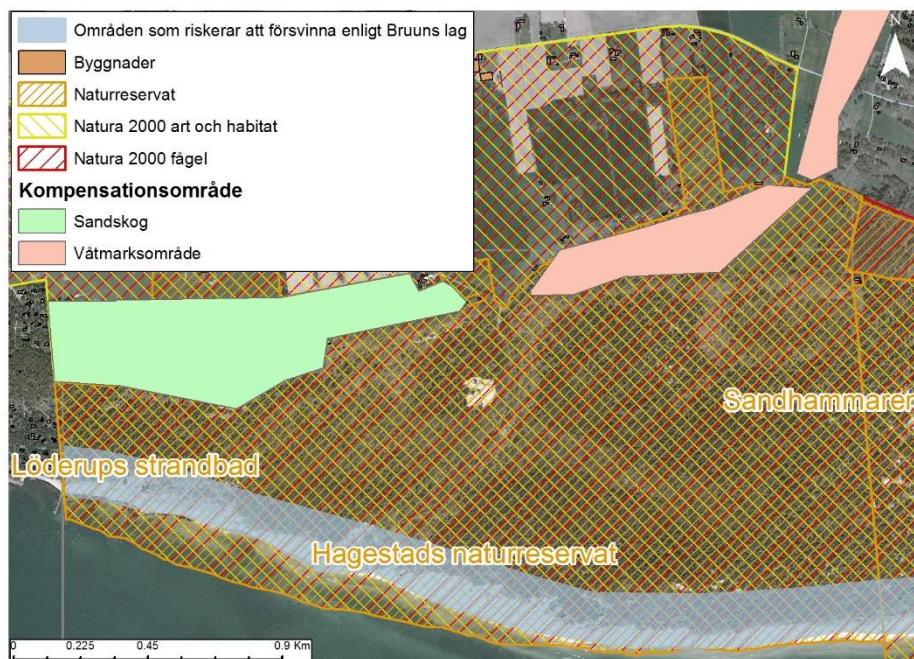 Områden som riskerar att försvinna enligt Bruuns lag
Byggnader
Naturreservat
Natura 2000 art och habitat
Natura 2000 fågel
Kompensationsområde
Sandskog
Våtmarksområde
Sandhammaren
Löderups strandbad
Hagestads naturreservat
0 0.225 0.45 0.9 Km